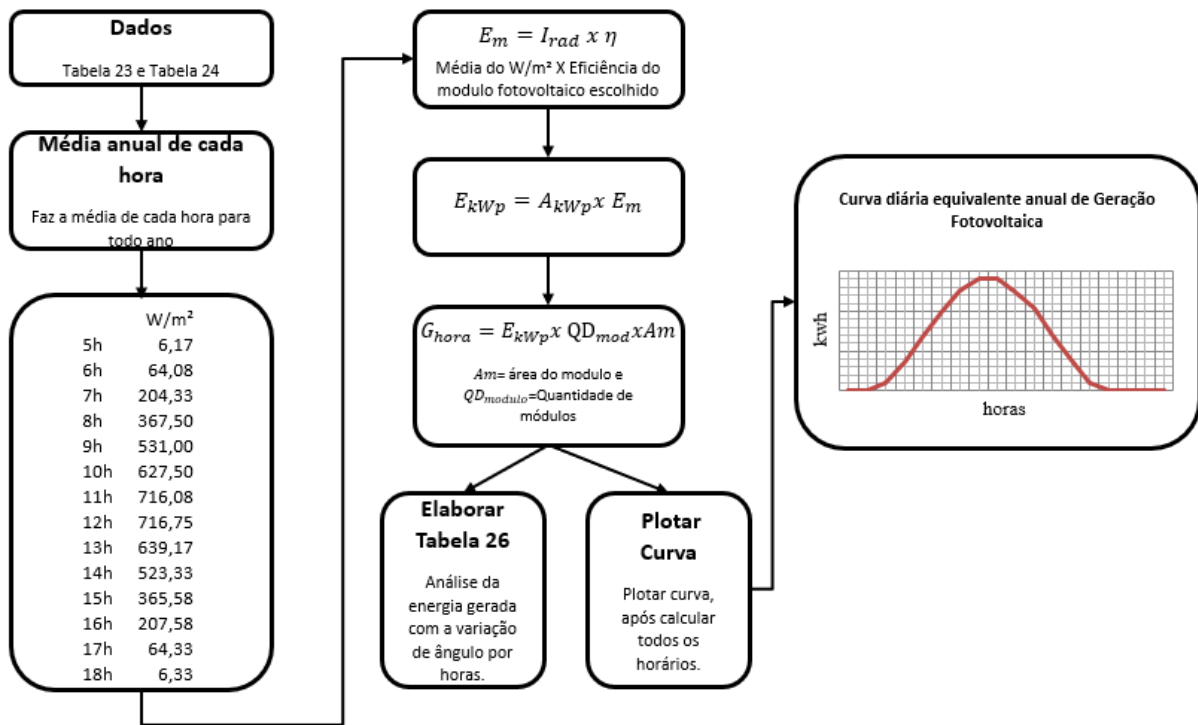 Dados
Tabela 23 e Tabela 24
Média anual de cada
hora
Faz a média de cada hora para
todo ano
W/m²
5h 6,17
6h 64,08
7h 204,33
8h 367,50
9h 531,00
10h 627,50
11h 716,08
12h 716,75
13h 639,17
14h 523,33
15h 365,58
16h 207,58
17h 64,33
18h 6,33
E_m = I_rad x η
Média do W/m² X Eficiência do
modulo fotovoltaico escolhido
E_kWp = A_kWp x E_m
G_hora = E_kWp x QD_mod xAm
Am= área do modulo e
QD_modulo=Quantidade de
módulos
Elaborar
Tabela 26
Análise da
energia gerada
com a variação
de ângulo por
horas.
Plotar
Curva
Plotar curva,
após calcular
todos os
horários.
Curva diária equivalente anual de Geração
Fotovoltaica
kwh
horas